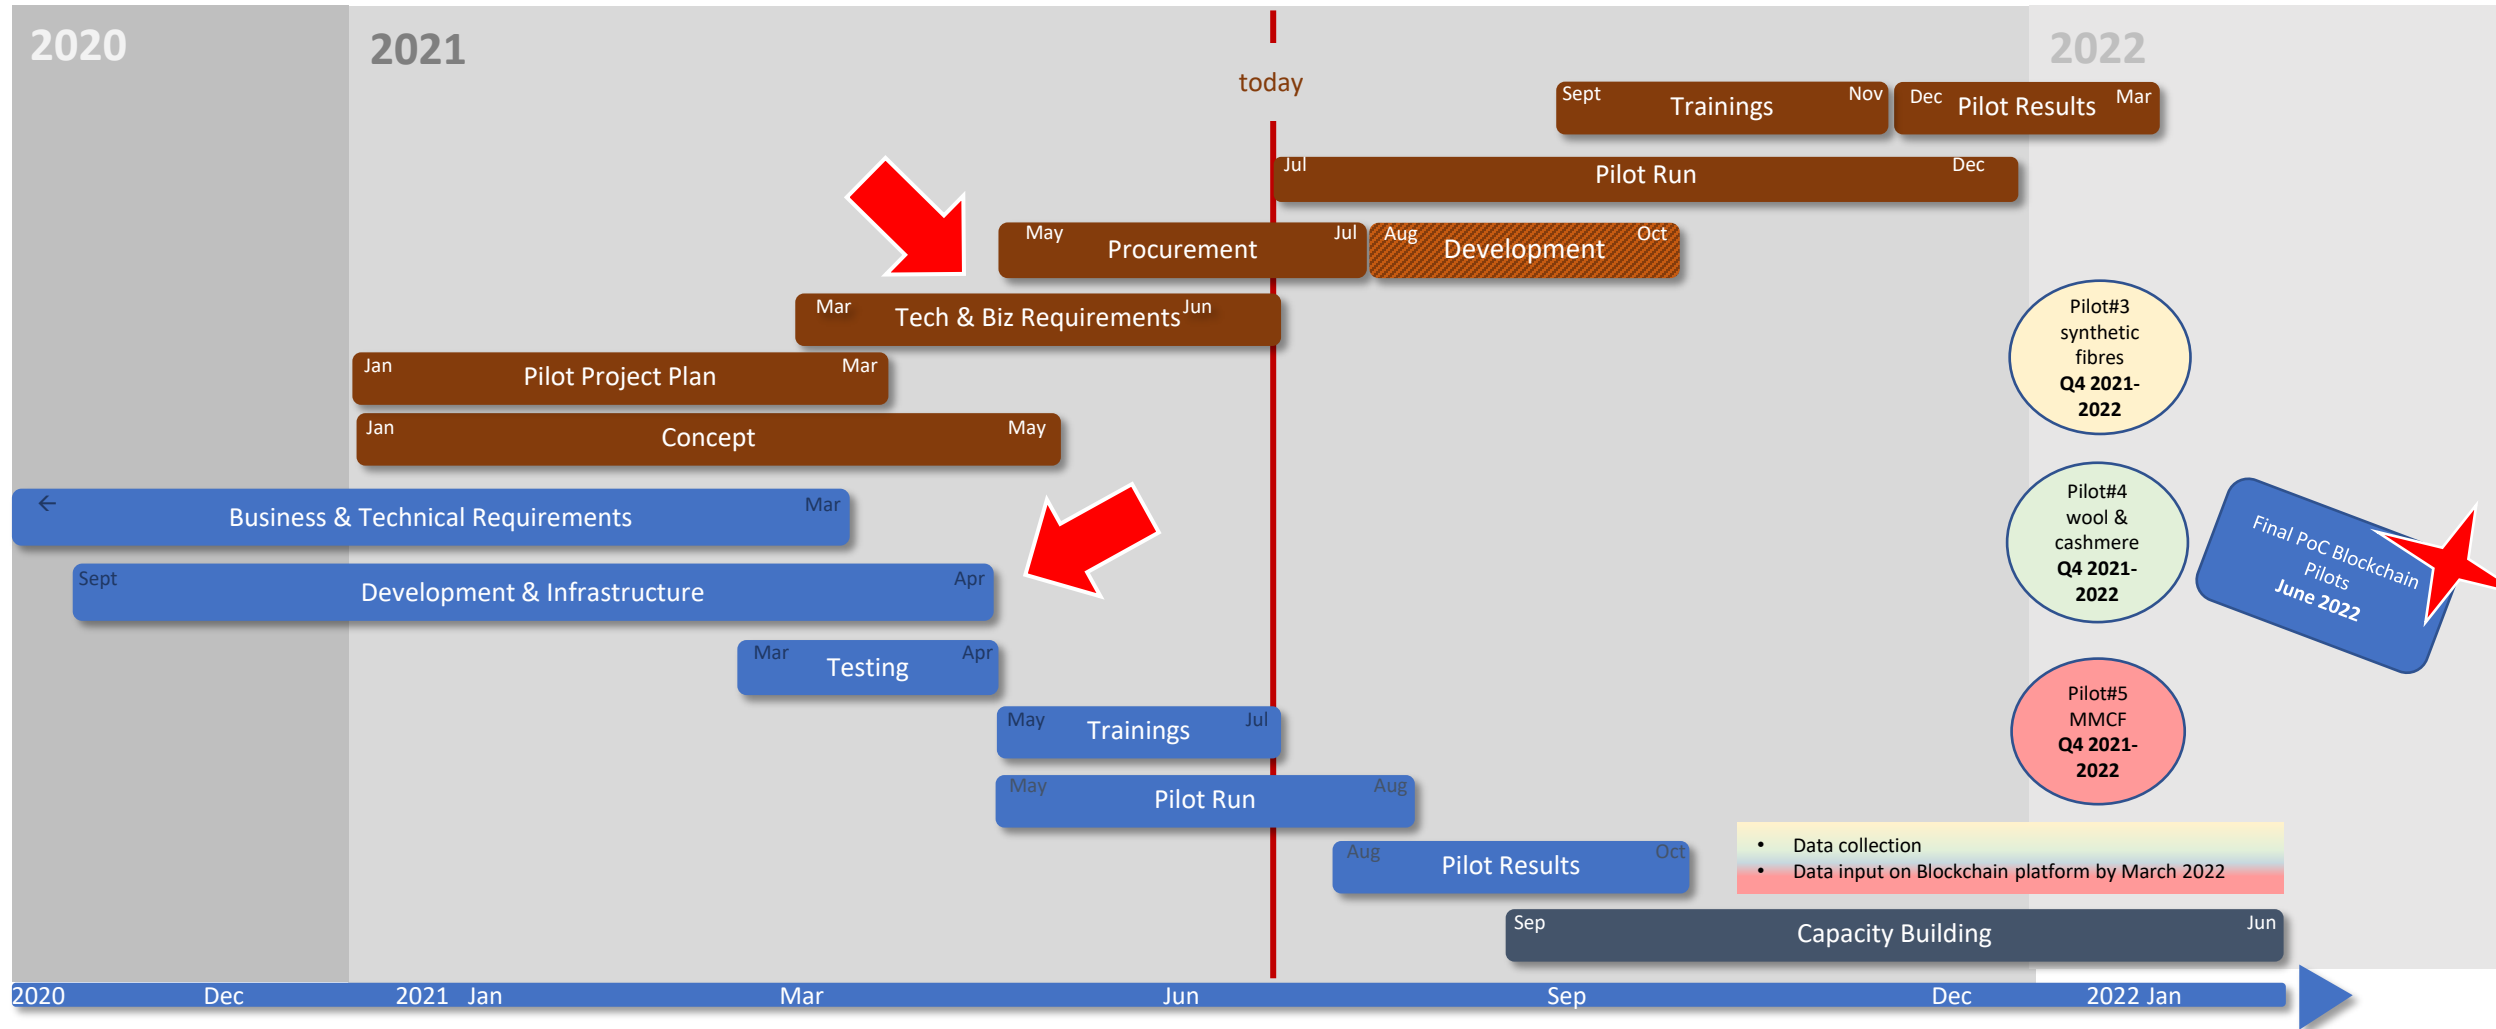 2020
2021
2022
today
Sept Trainings Nov
Dec Pilot Results Mar
Jul Pilot Run Dec
May Procurement Jul
Aug Development Oct
Mar Tech & Biz Requirements Jun
Jan Pilot Project Plan Mar
Jan Concept May
← Business & Technical Requirements Mar
Sept Development & Infrastructure Apr
Mar Testing Apr
May Trainings Jul
May Pilot Run Aug
Aug Pilot Results Oct
Sep Capacity Building Jun
Pilot#3
synthetic
fibres
Q4 2021-
2022
Pilot#4
wool &
cashmere
Q4 2021-
2022
Pilot#5
MMCF
Q4 2021-
2022
Final PoC Blockchain
Pilots
June 2022
• Data collection
• Data input on Blockchain platform by March 2022
2020 Dec 2021 Jan Mar Jun Sep Dec 2022 Jan